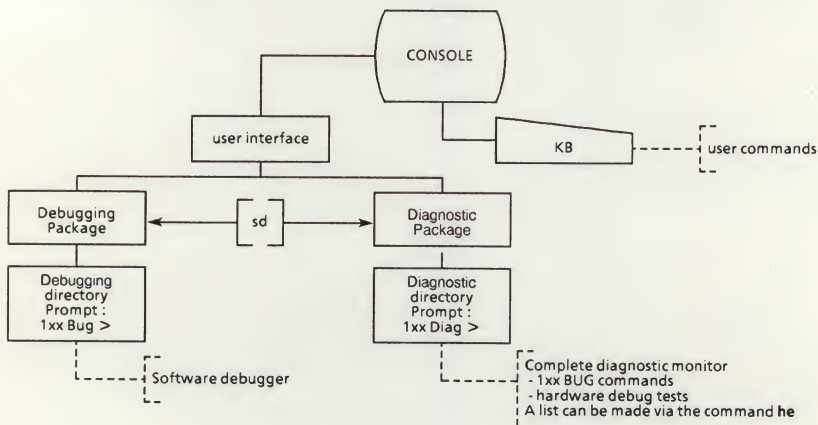 CONSOLE
user interface
KB
user commands
Debugging
Package
sd
Diagnostic
Package
Debugging
directory
Prompt :
1xx Bug >
Diagnostic
directory
Prompt :
1xx Diag >
Software debugger
Complete diagnostic monitor
- 1xx BUG commands
- hardware debug tests
A list can be made via the command he